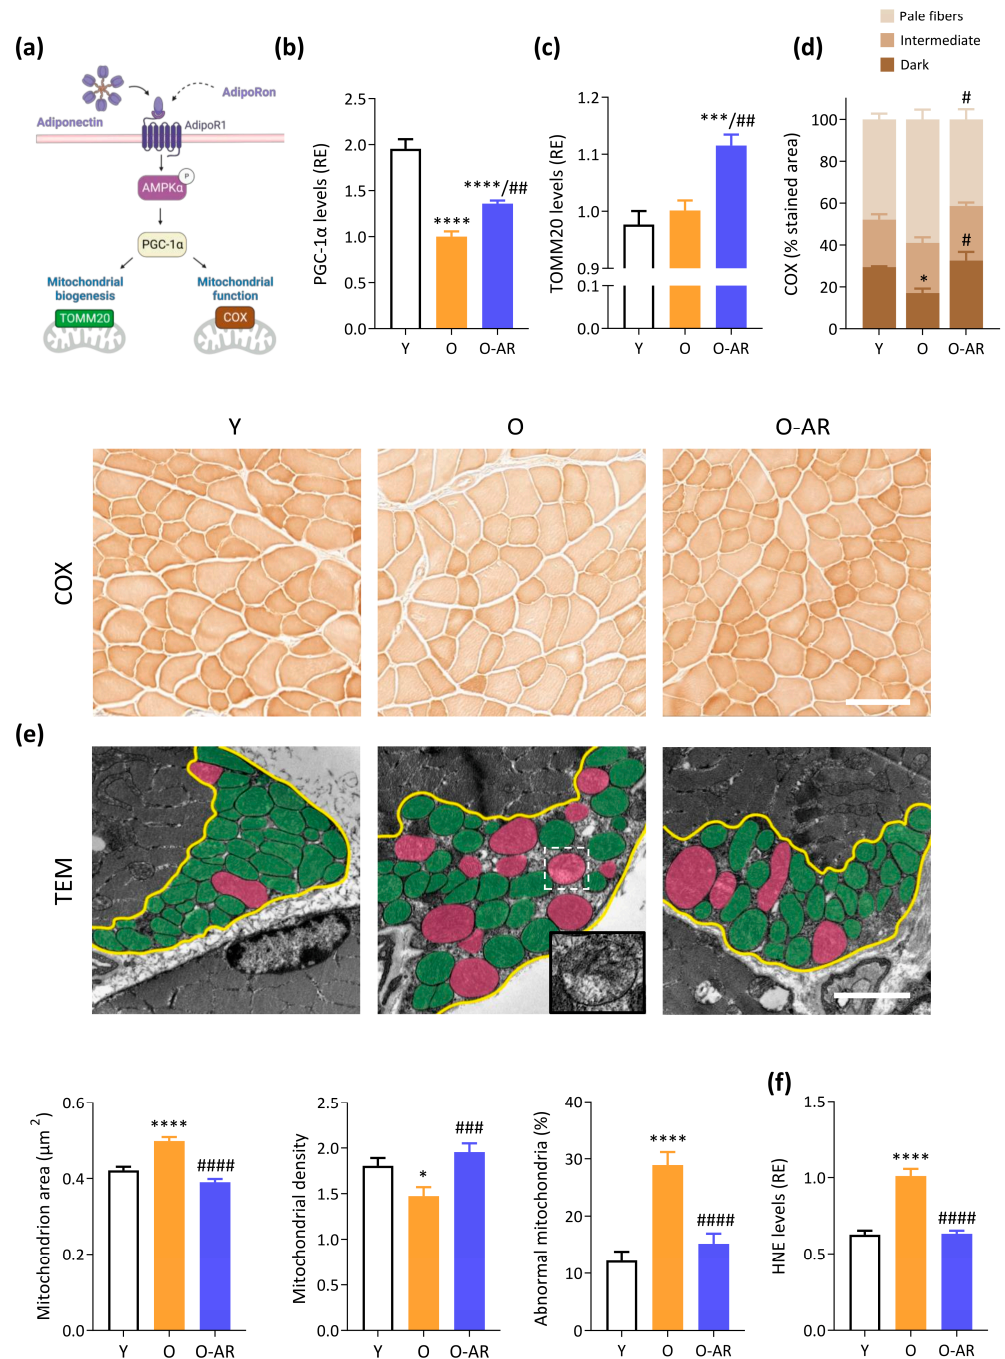 Pale fibers
Intermediate
Dark
(a)
(b)
(c)
(d)
Adiponectin
AdipoRon
AdipoR1
P
AMPKα
PGC-1α
Mitochondrial
biogenesis
Mitochondrial
function
TOMM20
COX
PGC-1α levels (RE)
2.5
2.0
1.5
1.0
0.5
0.0
****
****/##
Y O O-AR
TOMM20 levels (RE)
1.2
1.1
1.0
0.9
0.1
0.0
***/##
Y O O-AR
COX (% stained area)
100
80
60
40
20
0
#
#
*
Y O O-AR
Y O O-AR
COX
(e)
TEM
Mitochondrion area (µm²)
0.6
0.4
0.2
0.0
****
####
Y O O-AR
Mitochondrial density
2.5
2.0
1.5
1.0
0.5
0.0
*
###
Y O O-AR
Abnormal mitochondria (%)
40
30
20
10
0
****
####
Y O O-AR
(f)
HNE levels (RE)
1.5
1.0
0.5
0.0
****
####
Y O O-AR